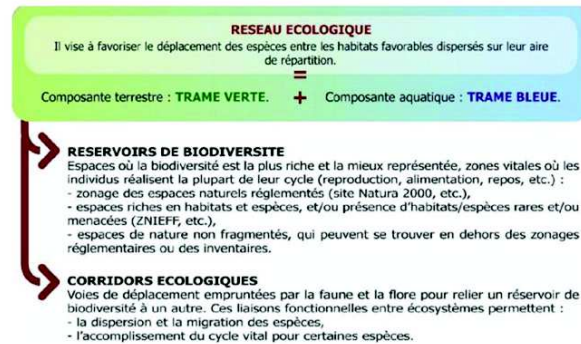 RESEAU ECOLOGIQUE
Il vise à favoriser le déplacement des espèces entre les habitats favorables dispersés sur leur aire
de répartition.
=
Composante terrestre : TRAME VERTE. + Composante aquatique : TRAME BLEUE.
RESERVOIRS DE BIODIVERSITE
Espaces où la biodiversité est la plus riche et la mieux représentée, zones vitales où les
individus réalisent la plupart de leur cycle (reproduction, alimentation, repos, etc.) :
- zonage des espaces naturels réglementés (site Natura 2000, etc.),
- espaces riches en habitats et espèces, et/ou présence d'habitats/espèces rares et/ou
menacées (ZNIEFF, etc.),
- espaces de nature non fragmentés, qui peuvent se trouver en dehors des zonages
réglementaires ou des inventaires.
CORRIDORS ECOLOGIQUES
Voies de déplacement empruntées par la faune et la flore pour relier un réservoir de
biodiversité à un autre. Ces liaisons fonctionnelles entre écosystèmes permettent :
- la dispersion et la migration des espèces,
- l'accomplissement du cycle vital pour certaines espèces.